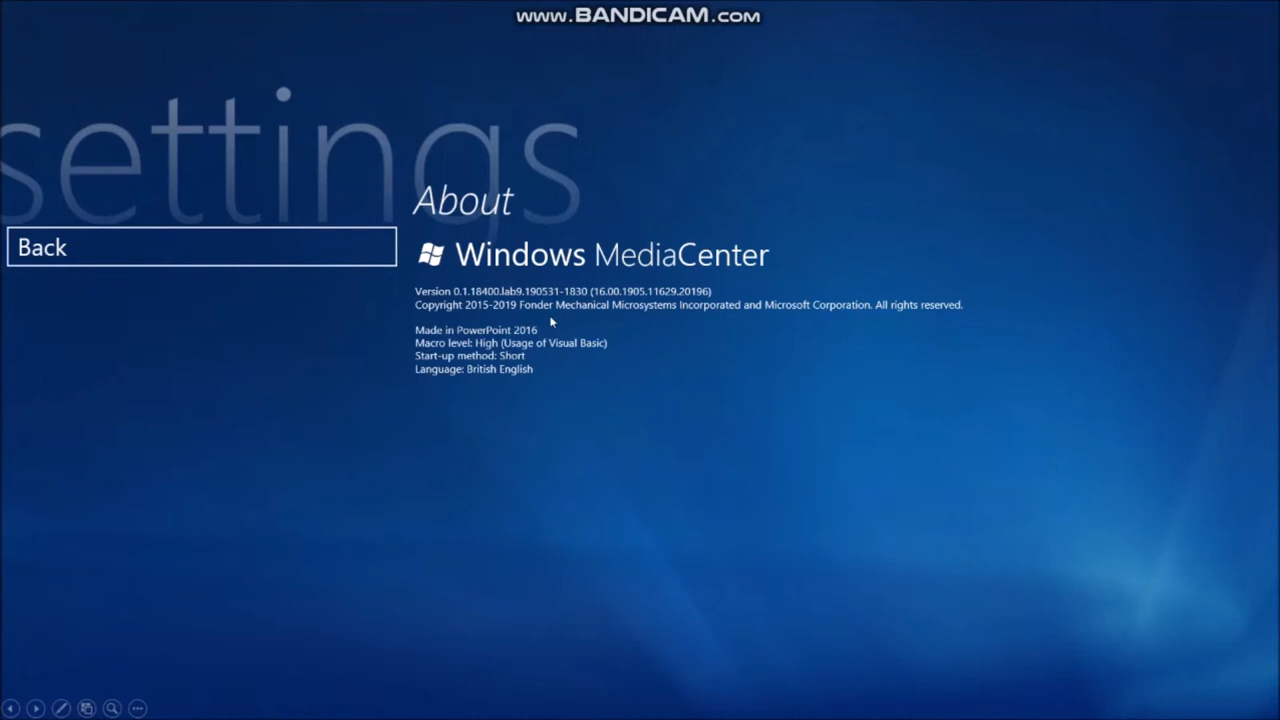 www.BANDICAM.com
settings
About
Back
Windows MediaCenter
Version 0.1.18400.lab9.190531-1830 (16.00.1905.11629.20196)
Copyright 2015-2019 Fonder Mechanical Microsystems Incorporated and Microsoft Corporation. All rights reserved.
Made in PowerPoint 2016
Macro level: High (Usage of Visual Basic)
Start-up method: Short
Language: British English